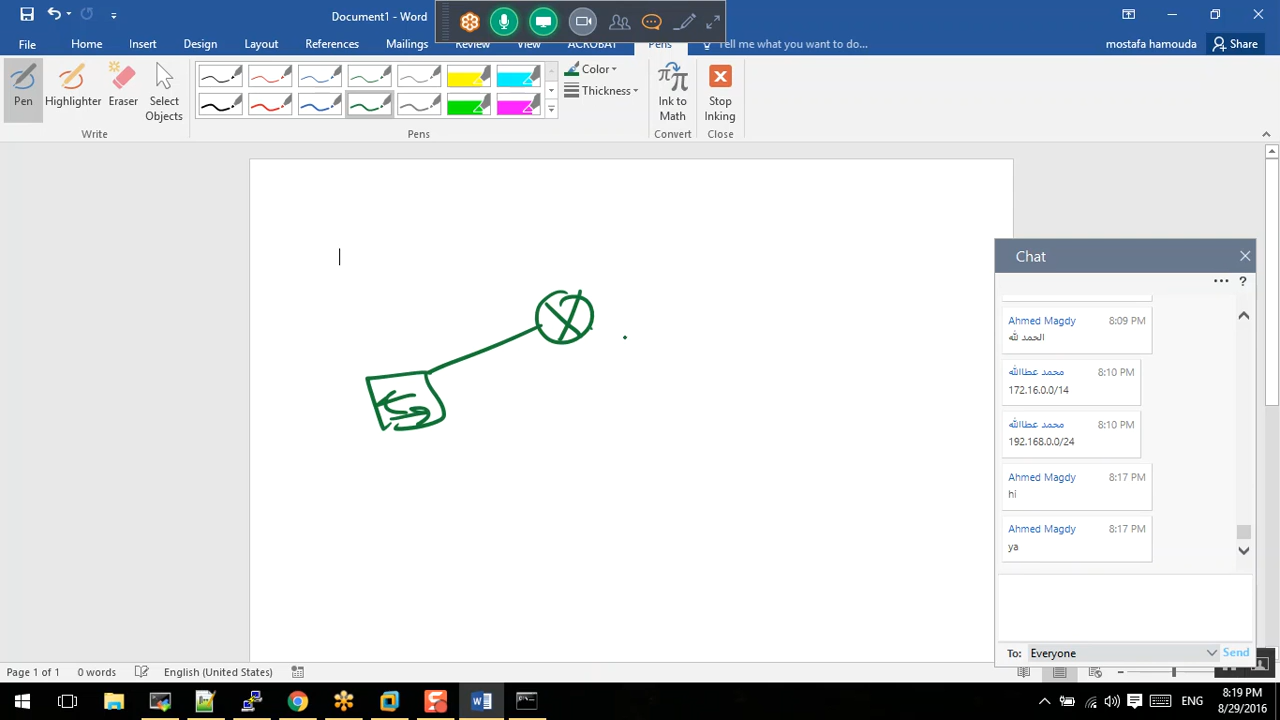 Document1 - Word
File
Home
Insert
Design
Layout
References
Mailings
Review
View
ACROBAT
Pens
Tell me what you want to do...
mostafa hamouda
Share
Pen
Highlighter
Eraser
Select Objects
Color
Thickness
Ink to Math
Stop Inking
Write
Pens
Convert
Close
Chat
?
Ahmed Magdy 8:09 PM
الحمد لله
محمد عطاالله 8:10 PM
172.16.0.0/14
محمد عطاالله 8:10 PM
192.168.0.0/24
Ahmed Magdy 8:17 PM
hi
Ahmed Magdy 8:17 PM
ya
To: Everyone
Send
Page 1 of 1
0 words
English (United States)
ENG
8:19 PM
8/29/2016